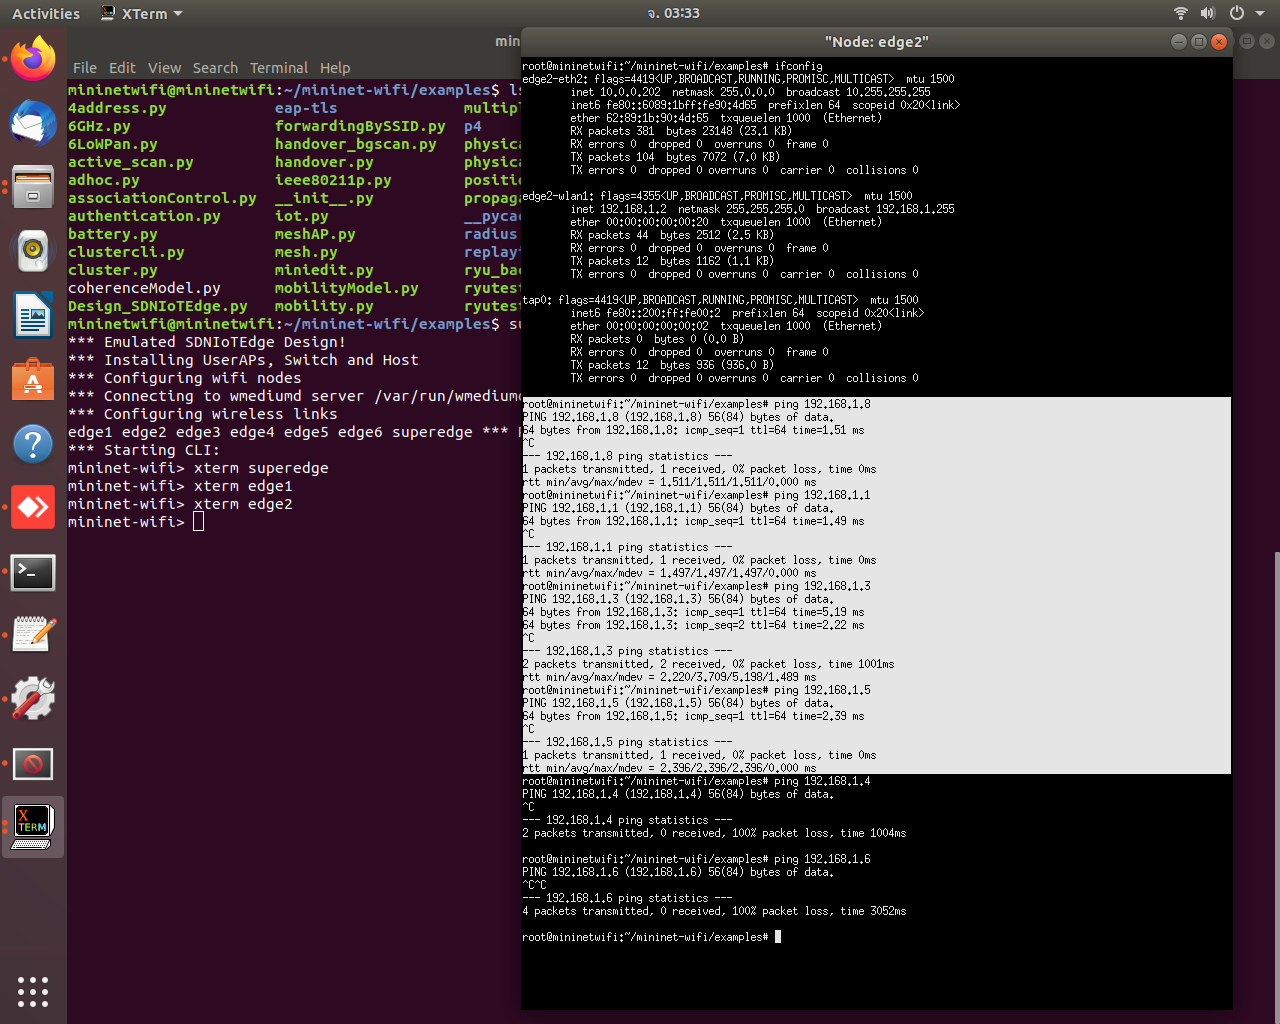 Activities
XTerm
จ. 03:33
min
"Node: edge2"
File Edit View Search Terminal Help
mininetwifi@mininetwifi:~/mininet-wifi/examples$ ls
4address.py eap-tls multipl
6GHz.py forwardingBySSID.py p4
6LoWPan.py handover_bgscan.py physica
active_scan.py handover.py physica
adhoc.py ieee80211p.py positio
associationControl.py __init__.py propaga
authentication.py iot.py __pycac
battery.py meshAP.py radius
clustercli.py mesh.py replayi
cluster.py miniedit.py ryu_bac
coherenceModel.py mobilityModel.py ryutest
Design_SDNIoTEdge.py mobility.py ryutest
mininetwifi@mininetwifi:~/mininet-wifi/examples$ su
*** Emulated SDNIoTEdge Design!
*** Installing UserAPs, Switch and Host
*** Configuring wifi nodes
*** Connecting to wmediumd server /var/run/wmediumd
*** Configuring wireless links
edge1 edge2 edge3 edge4 edge5 edge6 superedge ***
*** Starting CLI:
mininet-wifi> xterm superedge
mininet-wifi> xterm edge1
mininet-wifi> xterm edge2
mininet-wifi>
root@mininetwifi:~/mininet-wifi/examples# ifconfig
edge2-eth2: flags=4419<UP,BROADCAST,RUNNING,PROMISC,MULTICAST> mtu 1500
inet 10.0.0.202 netmask 255.0.0.0 broadcast 10.255.255.255
inet6 fe80::6089:1bff:fe90:4d65 prefixlen 64 scopeid 0x20<link>
ether 62:89:1b:90:4d:65 txqueuelen 1000 (Ethernet)
RX packets 381 bytes 23148 (23.1 KB)
RX errors 0 dropped 0 overruns 0 frame 0
TX packets 104 bytes 7072 (7.0 KB)
TX errors 0 dropped 0 overruns 0 carrier 0 collisions 0
edge2-wlan1: flags=4355<UP,BROADCAST,PROMISC,MULTICAST> mtu 1500
inet 192.168.1.2 netmask 255.255.255.0 broadcast 192.168.1.255
ether 00:00:00:00:00:20 txqueuelen 1000 (Ethernet)
RX packets 44 bytes 2512 (2.5 KB)
RX errors 0 dropped 0 overruns 0 frame 0
TX packets 12 bytes 1162 (1.1 KB)
TX errors 0 dropped 0 overruns 0 carrier 0 collisions 0
tap0: flags=4419<UP,BROADCAST,RUNNING,PROMISC,MULTICAST> mtu 1500
inet6 fe80::200:ff:fe00:2 prefixlen 64 scopeid 0x20<link>
ether 00:00:00:00:00:02 txqueuelen 1000 (Ethernet)
RX packets 0 bytes 0 (0.0 B)
RX errors 0 dropped 0 overruns 0 frame 0
TX packets 12 bytes 936 (936.0 B)
TX errors 0 dropped 0 overruns 0 carrier 0 collisions 0
root@mininetwifi:~/mininet-wifi/examples# ping 192.168.1.8
PING 192.168.1.8 (192.168.1.8) 56(84) bytes of data.
64 bytes from 192.168.1.8: icmp_seq=1 ttl=64 time=1.51 ms
^C
--- 192.168.1.8 ping statistics ---
1 packets transmitted, 1 received, 0% packet loss, time 0ms
rtt min/avg/max/mdev = 1.511/1.511/1.511/0.000 ms
root@mininetwifi:~/mininet-wifi/examples# ping 192.168.1.1
PING 192.168.1.1 (192.168.1.1) 56(84) bytes of data.
64 bytes from 192.168.1.1: icmp_seq=1 ttl=64 time=1.49 ms
^C
--- 192.168.1.1 ping statistics ---
1 packets transmitted, 1 received, 0% packet loss, time 0ms
rtt min/avg/max/mdev = 1.497/1.497/1.497/0.000 ms
root@mininetwifi:~/mininet-wifi/examples# ping 192.168.1.3
PING 192.168.1.3 (192.168.1.3) 56(84) bytes of data.
64 bytes from 192.168.1.3: icmp_seq=1 ttl=64 time=5.19 ms
64 bytes from 192.168.1.3: icmp_seq=2 ttl=64 time=2.22 ms
^C
--- 192.168.1.3 ping statistics ---
2 packets transmitted, 2 received, 0% packet loss, time 1001ms
rtt min/avg/max/mdev = 2.220/3.709/5.198/1.489 ms
root@mininetwifi:~/mininet-wifi/examples# ping 192.168.1.5
PING 192.168.1.5 (192.168.1.5) 56(84) bytes of data.
64 bytes from 192.168.1.5: icmp_seq=1 ttl=64 time=2.39 ms
^C
--- 192.168.1.5 ping statistics ---
1 packets transmitted, 1 received, 0% packet loss, time 0ms
rtt min/avg/max/mdev = 2.396/2.396/2.396/0.000 ms
root@mininetwifi:~/mininet-wifi/examples# ping 192.168.1.4
PING 192.168.1.4 (192.168.1.4) 56(84) bytes of data.
^C
--- 192.168.1.4 ping statistics ---
2 packets transmitted, 0 received, 100% packet loss, time 1004ms
root@mininetwifi:~/mininet-wifi/examples# ping 192.168.1.6
PING 192.168.1.6 (192.168.1.6) 56(84) bytes of data.
^C^C
--- 192.168.1.6 ping statistics ---
4 packets transmitted, 0 received, 100% packet loss, time 3052ms
root@mininetwifi:~/mininet-wifi/examples#
X
TERM